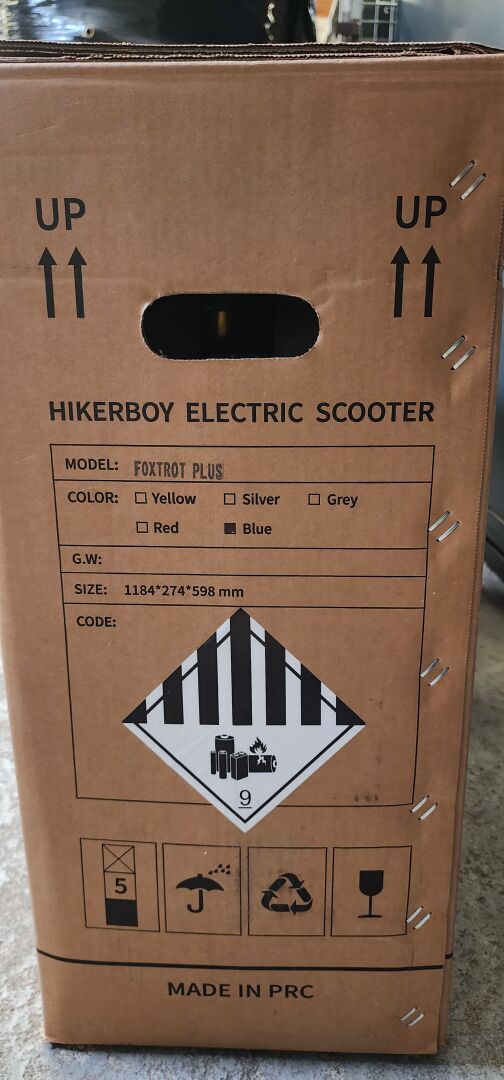 UP UP
HIKERBOY ELECTRIC SCOOTER
MODEL: FOXTROT PLUS
COLOR: Yellow Silver Grey
Red Blue
G.W:
SIZE: 1184*274*598 mm
CODE:
9
5
MADE IN PRC